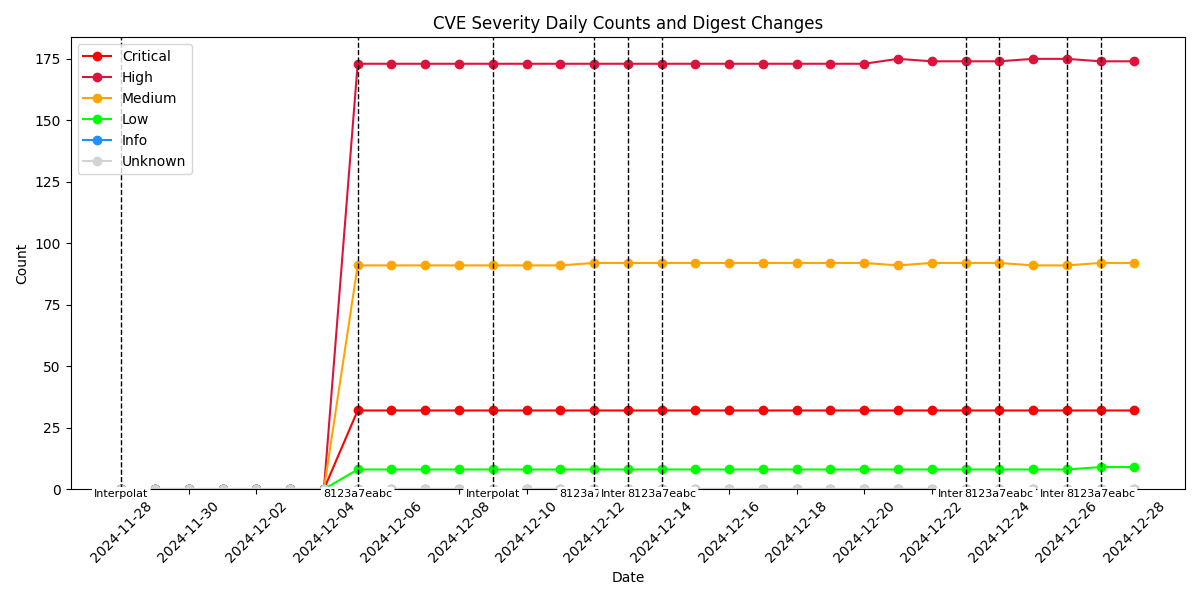 CVE Severity Daily Counts and Digest Changes
Critical
High
Medium
Low
Info
Unknown
Count
175
150
125
100
75
50
25
0
Interpolat
8123a7eabc
Interpolat
8123a7
Inter
8123a7eabc
Inter
8123a7eabc
Inter
8123a7eabc
2024-11-28
2024-11-30
2024-12-02
2024-12-04
2024-12-06
2024-12-08
2024-12-10
2024-12-12
2024-12-14
2024-12-16
2024-12-18
2024-12-20
2024-12-22
2024-12-24
2024-12-26
2024-12-28
Date